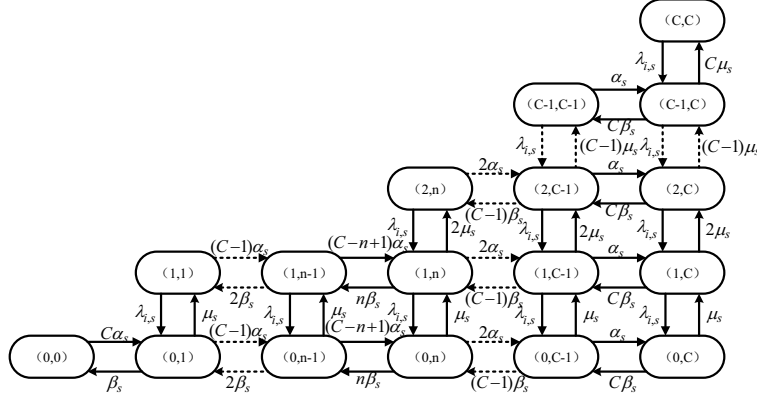 （C,C）
λi,s Cμs
αs
（C-1,C-1） （C-1,C）
Cβs
λi,s (C−1)μs λi,s (C−1)μs
2αs αs
（2,n） （2,C-1） （2,C）
(C−1)βs Cβs
λi,s 2μs λi,s 2μs λi,s 2μs
(C−1)αs (C−n+1)αs 2αs αs
（1,1） （1,n-1） （1,n） （1,C-1） （1,C）
2βs nβs (C−1)βs Cβs
λi,s μs λi,s μs λi,s μs λi,s μs λi,s μs
Cαs (C−1)αs (C−n+1)αs 2αs αs
（0,0） （0,1） （0,n-1） （0,n） （0,C-1） （0,C）
βs 2βs nβs (C−1)βs Cβs